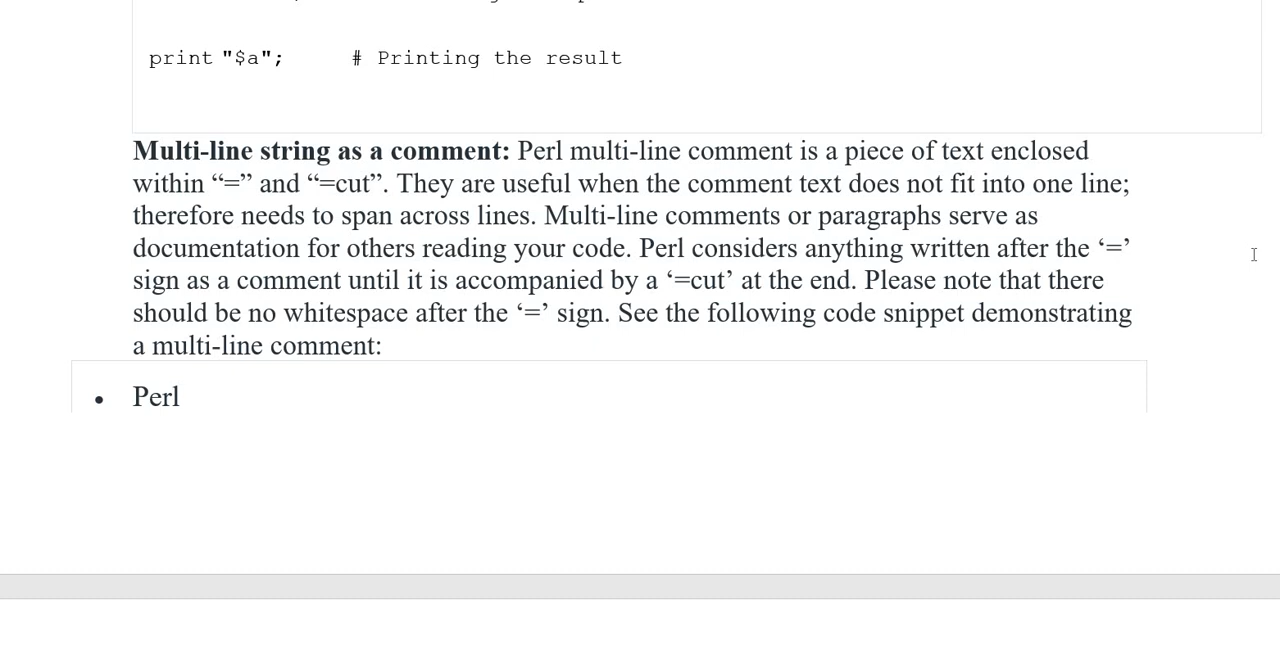 print "$a";     # Printing the result
Multi-line string as a comment: Perl multi-line comment is a piece of text enclosed
within “=” and “=cut”. They are useful when the comment text does not fit into one line;
therefore needs to span across lines. Multi-line comments or paragraphs serve as
documentation for others reading your code. Perl considers anything written after the ‘=’
sign as a comment until it is accompanied by a ‘=cut’ at the end. Please note that there
should be no whitespace after the ‘=’ sign. See the following code snippet demonstrating
a multi-line comment:
• Perl